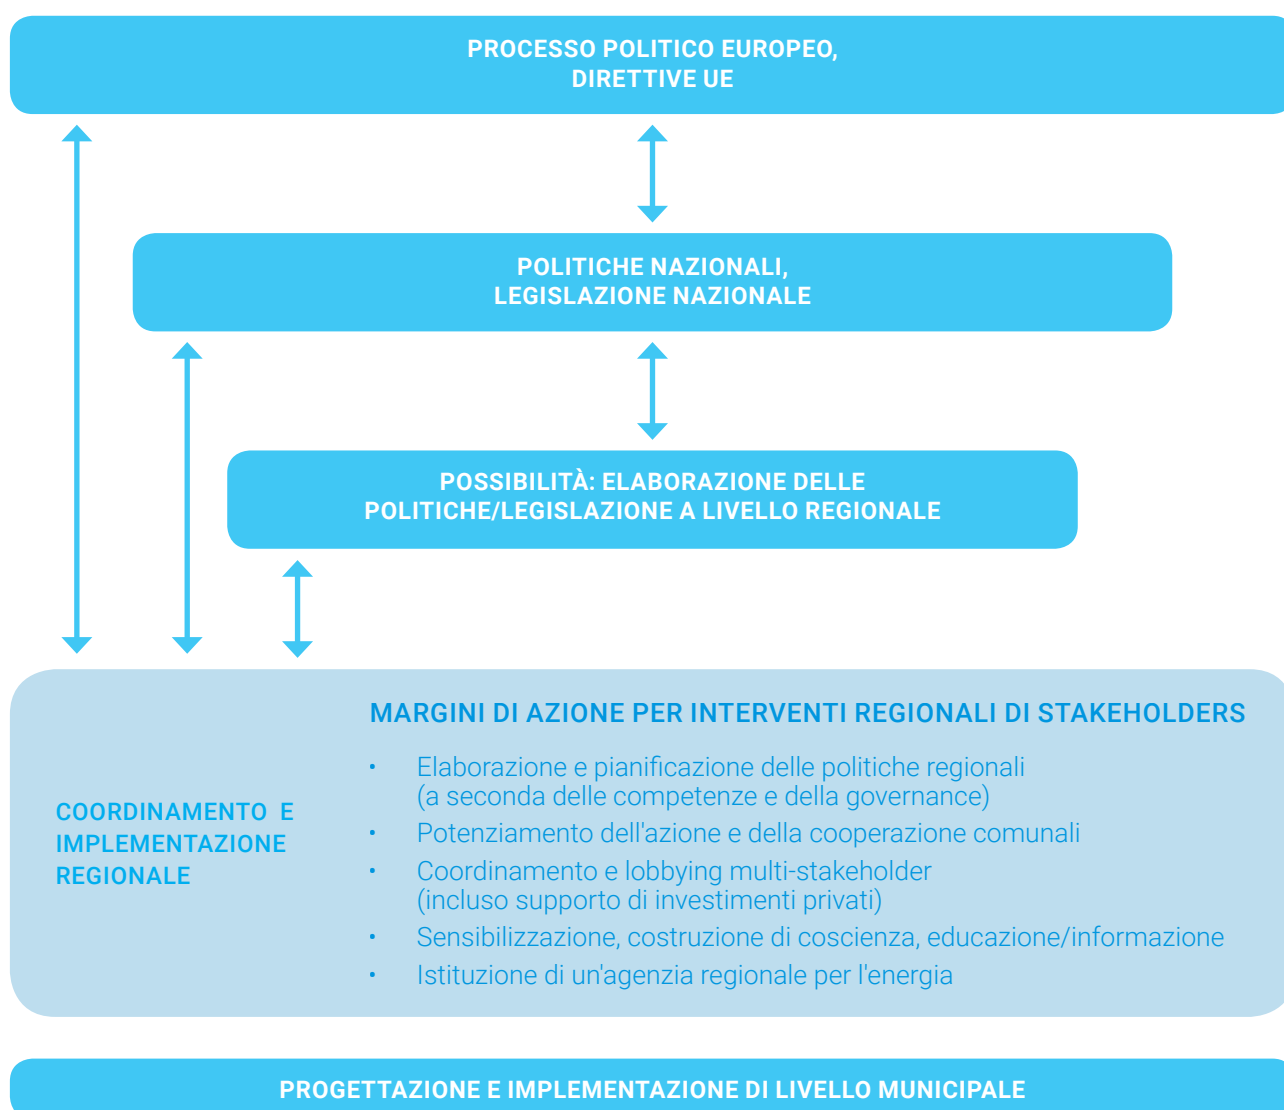 PROCESSO POLITICO EUROPEO,
DIRETTIVE UE
POLITICHE NAZIONALI,
LEGISLAZIONE NAZIONALE
POSSIBILITÀ: ELABORAZIONE DELLE
POLITICHE/LEGISLAZIONE A LIVELLO REGIONALE
COORDINAMENTO E
IMPLEMENTAZIONE
REGIONALE
MARGINI DI AZIONE PER INTERVENTI REGIONALI DI STAKEHOLDERS
• Elaborazione e pianificazione delle politiche regionali
(a seconda delle competenze e della governance)
• Potenziamento dell'azione e della cooperazione comunali
• Coordinamento e lobbying multi-stakeholder
(incluso supporto di investimenti privati)
• Sensibilizzazione, costruzione di coscienza, educazione/informazione
• Istituzione di un'agenzia regionale per l'energia
PROGETTAZIONE E IMPLEMENTAZIONE DI LIVELLO MUNICIPALE